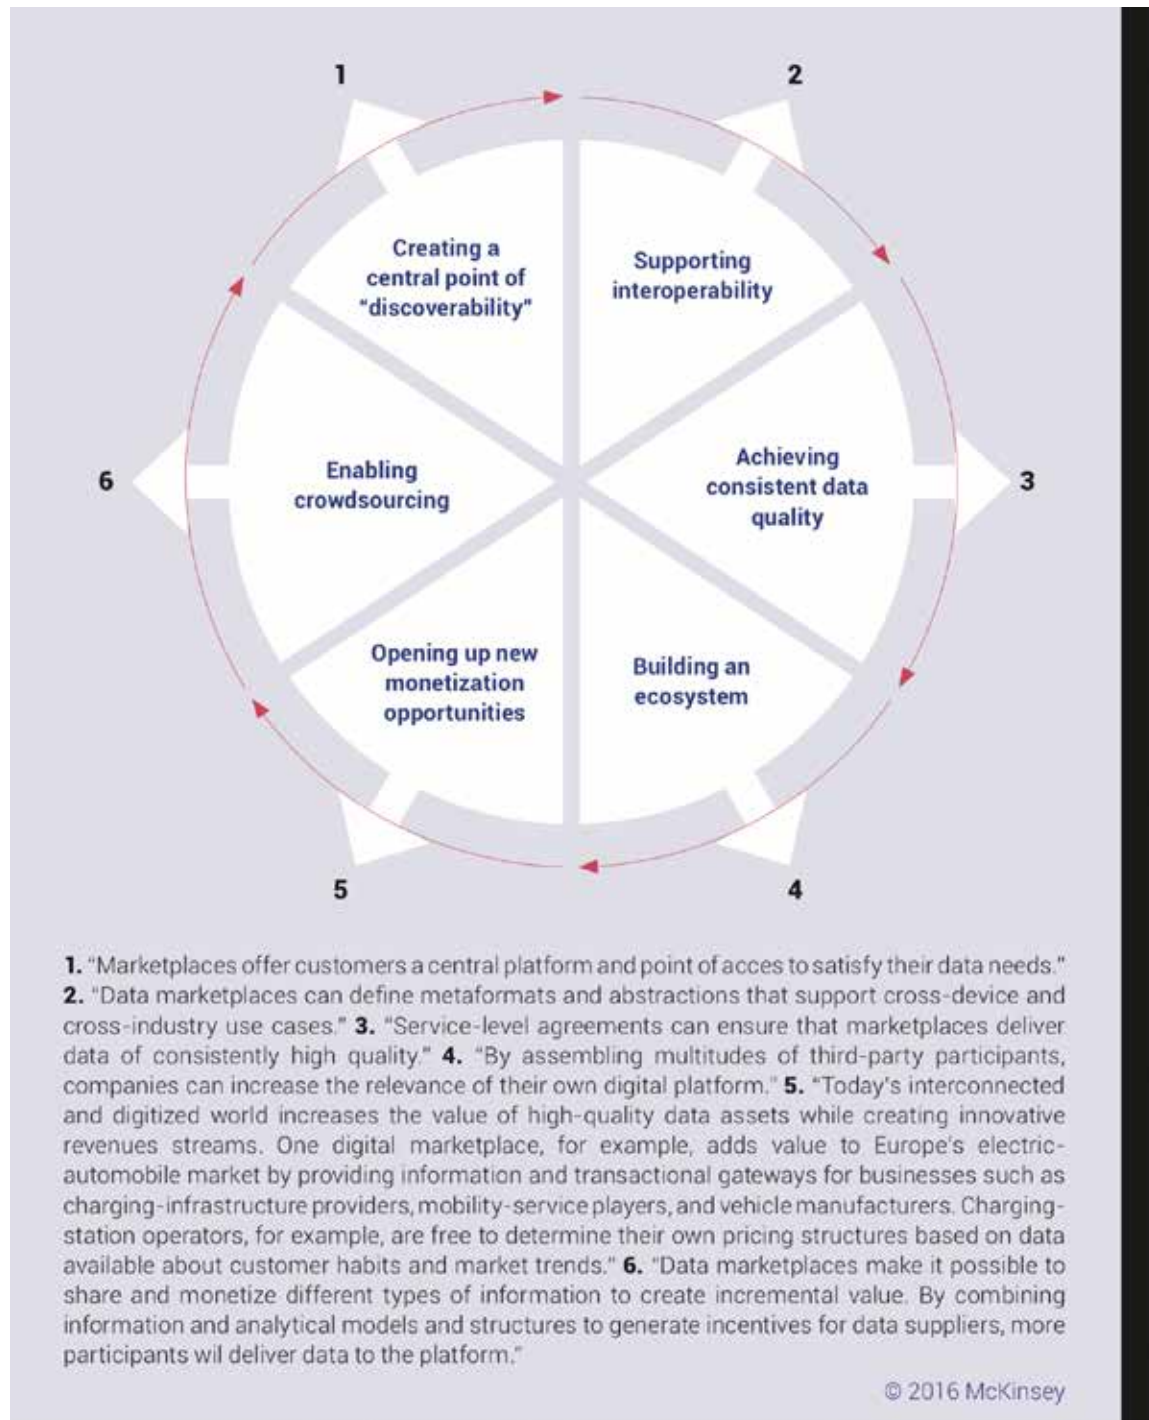 1
2
Creating a
central point of
“discoverability”
Supporting
interoperability
6
Enabling
crowdsourcing
Achieving
consistent data
quality
3
Opening up new
monetization
opportunities
Building an
ecosystem
5
4
1. “Marketplaces offer customers a central platform and point of acces to satisfy their data needs.”
2. “Data marketplaces can define metaformats and abstractions that support cross-device and
cross-industry use cases.” 3. “Service-level agreements can ensure that marketplaces deliver
data of consistently high quality.” 4. “By assembling multitudes of third-party participants,
companies can increase the relevance of their own digital platform.” 5. “Today’s interconnected
and digitized world increases the value of high-quality data assets while creating innovative
revenues streams. One digital marketplace, for example, adds value to Europe’s electric-
automobile market by providing information and transactional gateways for businesses such as
charging-infrastructure providers, mobility-service players, and vehicle manufacturers. Charging-
station operators, for example, are free to determine their own pricing structures based on data
available about customer habits and market trends.” 6. “Data marketplaces make it possible to
share and monetize different types of information to create incremental value. By combining
information and analytical models and structures to generate incentives for data suppliers, more
participants wil deliver data to the platform.”
© 2016 McKinsey